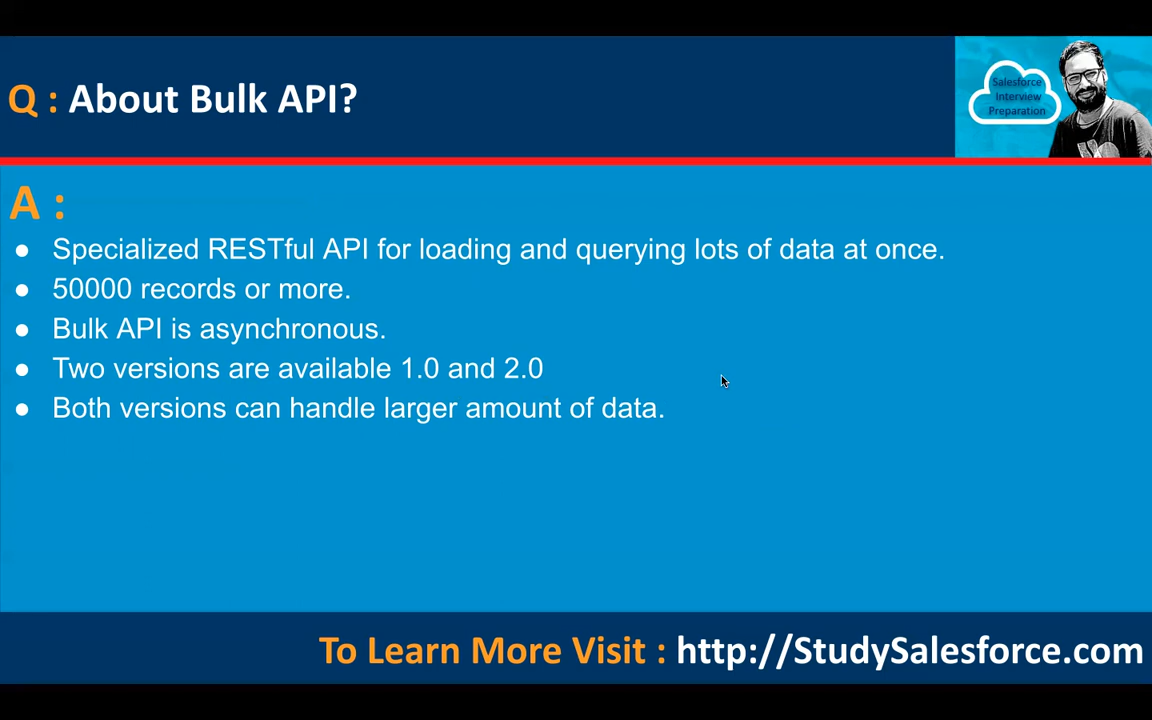 Q : About Bulk API?
Salesforce
Interview
Preparation
A :
● Specialized RESTful API for loading and querying lots of data at once.
● 50000 records or more.
● Bulk API is asynchronous.
● Two versions are available 1.0 and 2.0
● Both versions can handle larger amount of data.
To Learn More Visit : http://StudySalesforce.com